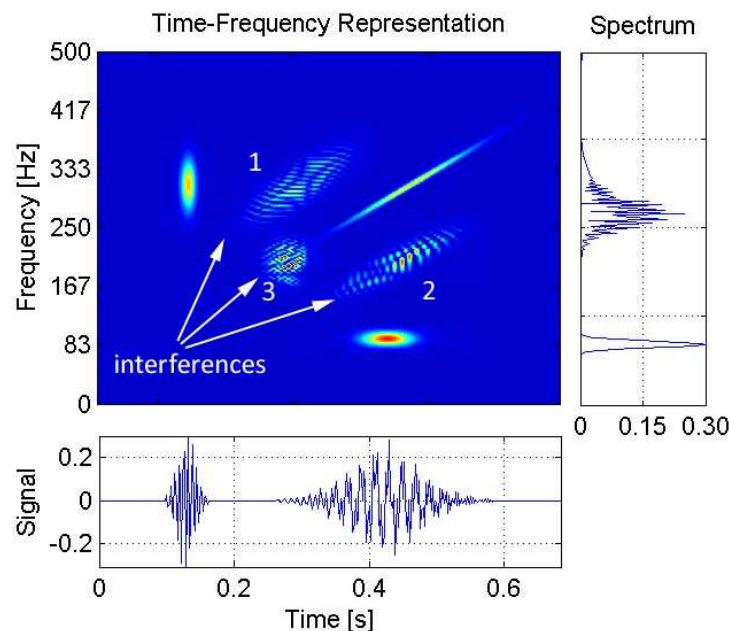 Time-Frequency Representation
Spectrum
500
417
333
250
167
83
0
Frequency [Hz]
1
2
3
interferences
0 0.15 0.30
0.2
0
-0.2
Signal
0 0.2 0.4 0.6
Time [s]